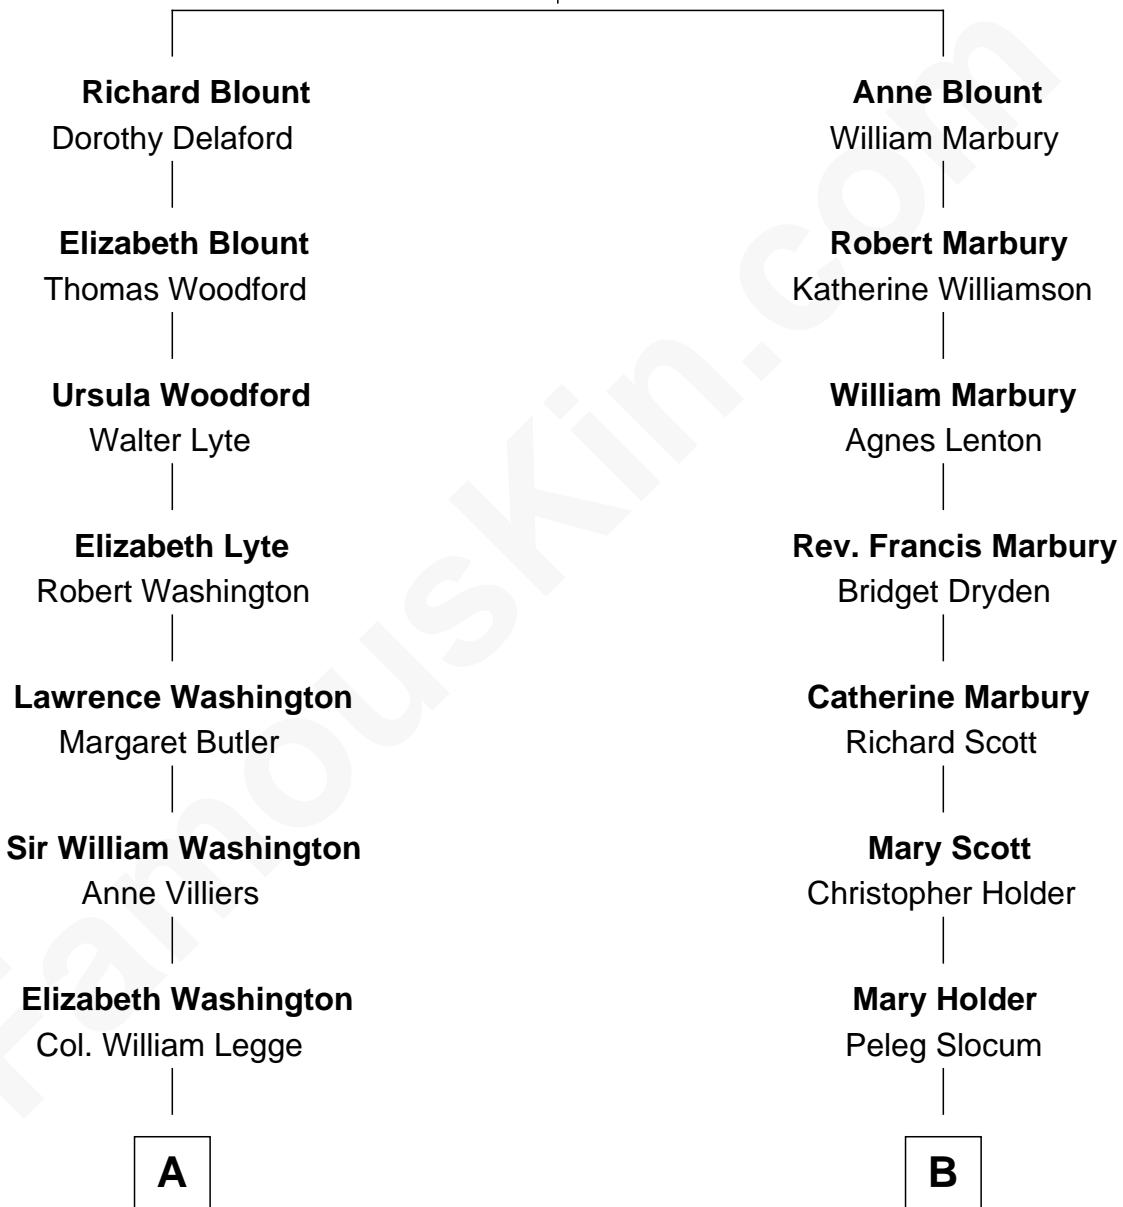 Richard Blount
Dorothy Delaford
Elizabeth Blount
Thomas Woodford
Ursula Woodford
Walter Lyte
Elizabeth Lyte
Robert Washington
Lawrence Washington
Margaret Butler
Sir William Washington
Anne Villiers
Elizabeth Washington
Col. William Legge
A
Anne Blount
William Marbury
Robert Marbury
Katherine Williamson
William Marbury
Agnes Lenton
Rev. Francis Marbury
Bridget Dryden
Catherine Marbury
Richard Scott
Mary Scott
Christopher Holder
Mary Holder
Peleg Slocum
B
FamousKin.com